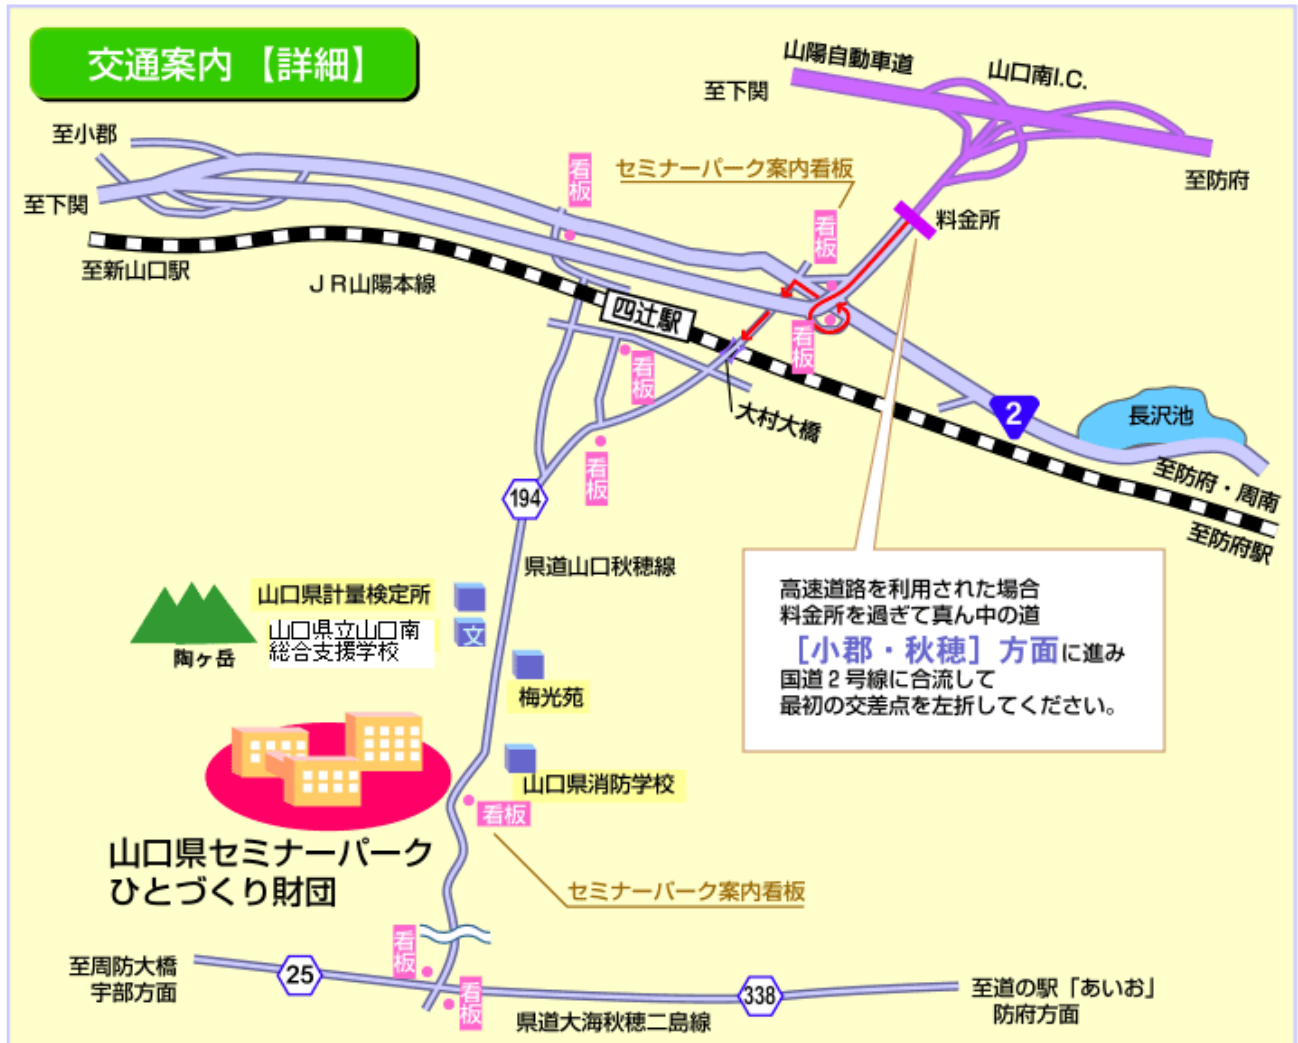 交通案内【詳細】
山陽自動車道
山口南I.C.
至下関
至小郡
看板
セミナーパーク案内看板
至防府
至下関
看板
料金所
至新山口駅
ＪＲ山陽本線
四辻駅
看板
看板
大村大橋
2
長沢池
看板
至防府・周南
194
至防府駅
県道山口秋穂線
高速道路を利用された場合
料金所を過ぎて真ん中の道
［小郡・秋穂］方面に進み
国道２号線に合流して
最初の交差点を左折してください。
山口県計量検定所
文
山口県立山口南
総合支援学校
陶ヶ岳
梅光苑
山口県消防学校
看板
山口県セミナーパーク
ひとづくり財団
セミナーパーク案内看板
看板
至周防大橋
宇部方面
25
看板
338
至道の駅「あいお」
防府方面
県道大海秋穂二島線